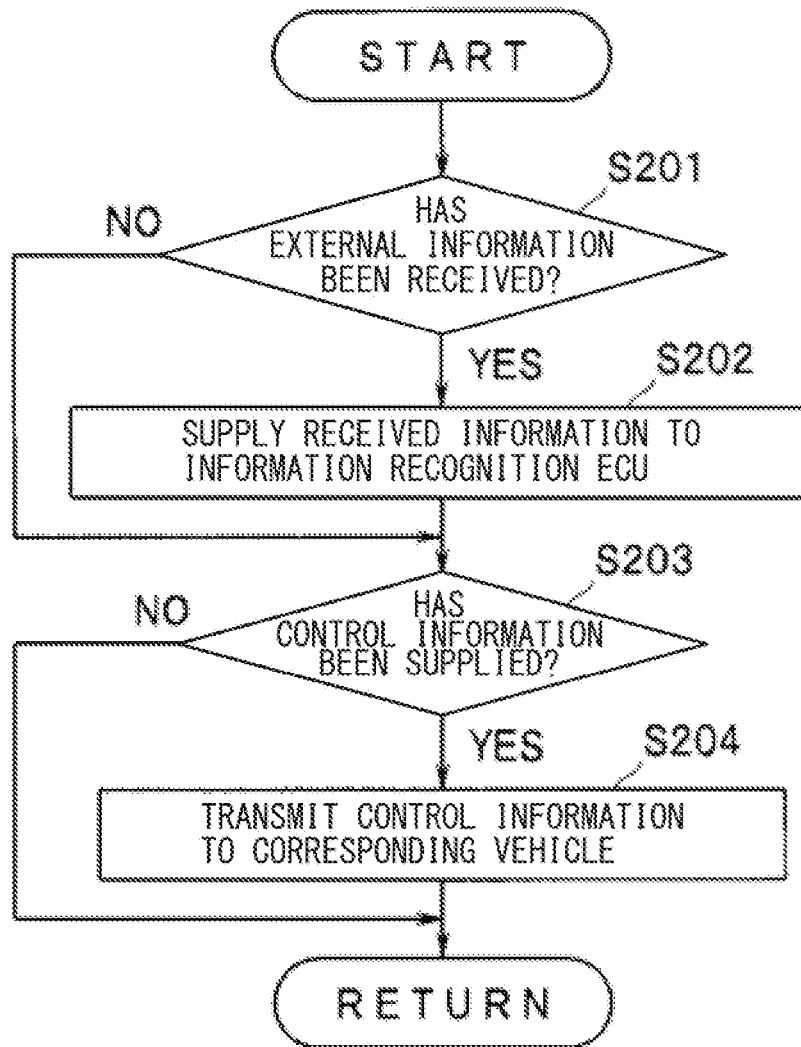 START
S201
NO
HAS
EXTERNAL INFORMATION
BEEN RECEIVED?
YES
S202
SUPPLY RECEIVED INFORMATION TO
INFORMATION RECOGNITION ECU
S203
NO
HAS
CONTROL INFORMATION
BEEN SUPPLIED?
YES
S204
TRANSMIT CONTROL INFORMATION
TO CORRESPONDING VEHICLE
RETURN